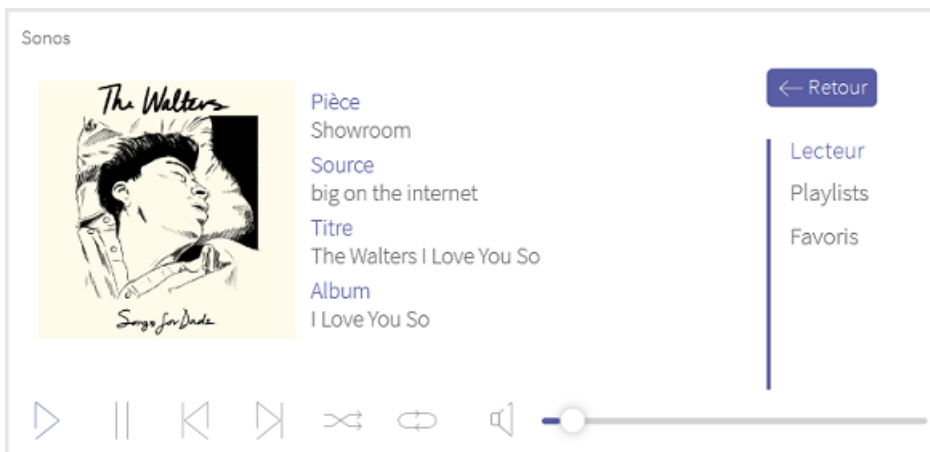 Sonos
The Walters
Songs for Dads
Pièce
Showroom
Source
big on the internet
Titre
The Walters I Love You So
Album
I Love You So
← Retour
Lecteur
Playlists
Favoris